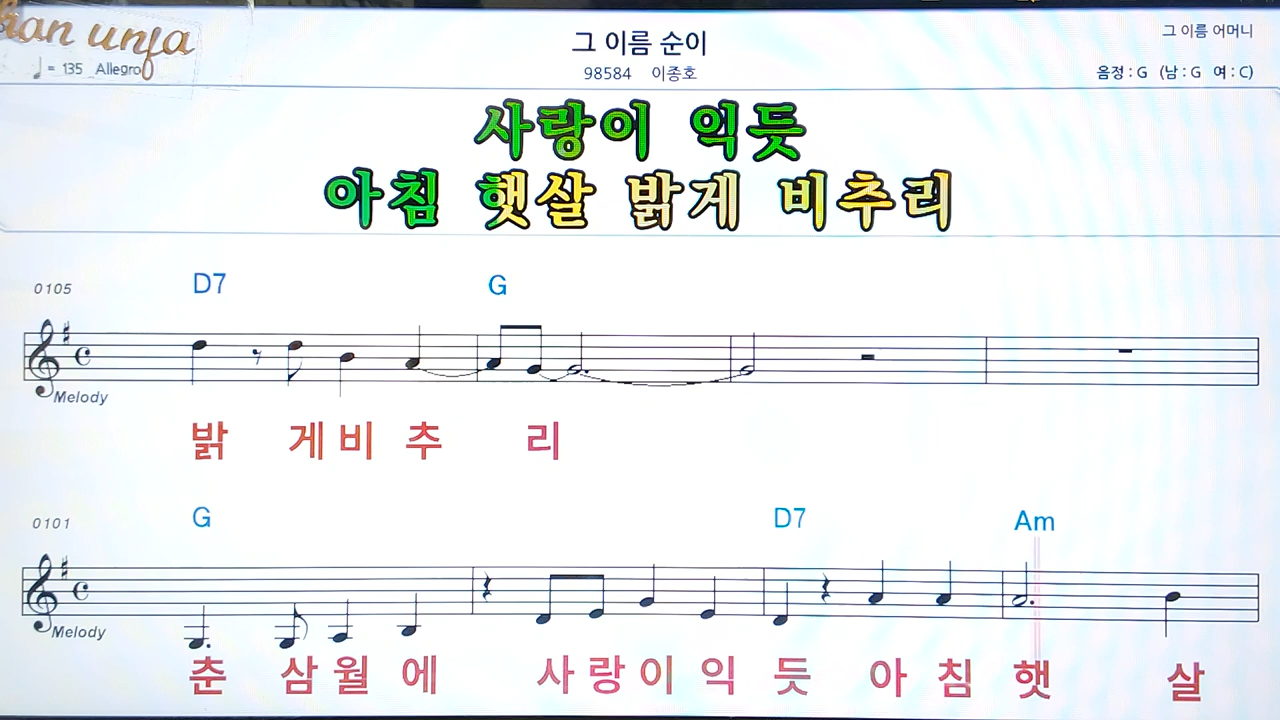 unja
그 이름 순이
그 이름 어머니
♩= 135 Allegro
98584 이종호
음정 : G (남 : G 여 : C)
사랑이 익듯
아침 햇살 밝게 비추리
0105
D7 G
Melody
밝 게 비 추 리
0101
G D7 Am
Melody
춘 삼 월 에 사 랑 이 익 듯 아 침 햇 살